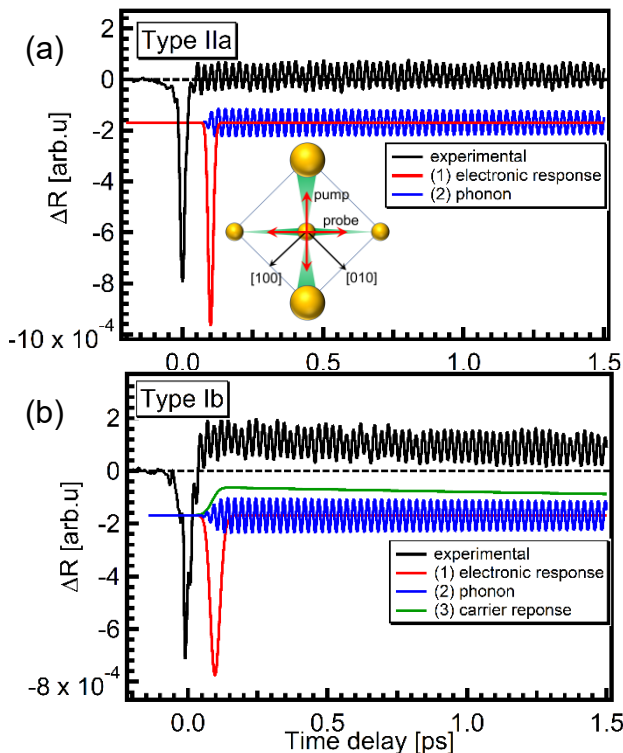 (a)
Type IIa
2
0
-2
-4
-6
-8
-10 x 10-4
ΔR [arb.u]
experimental
(1) electronic response
(2) phonon
pump
probe
[100]
[010]
0.0
0.5
1.0
1.5
(b)
Type Ib
2
0
-2
-4
-6
-8 x 10-4
ΔR [arb.u]
experimental
(1) electronic response
(2) phonon
(3) carrier reponse
0.0
0.5
1.0
1.5
Time delay [ps]